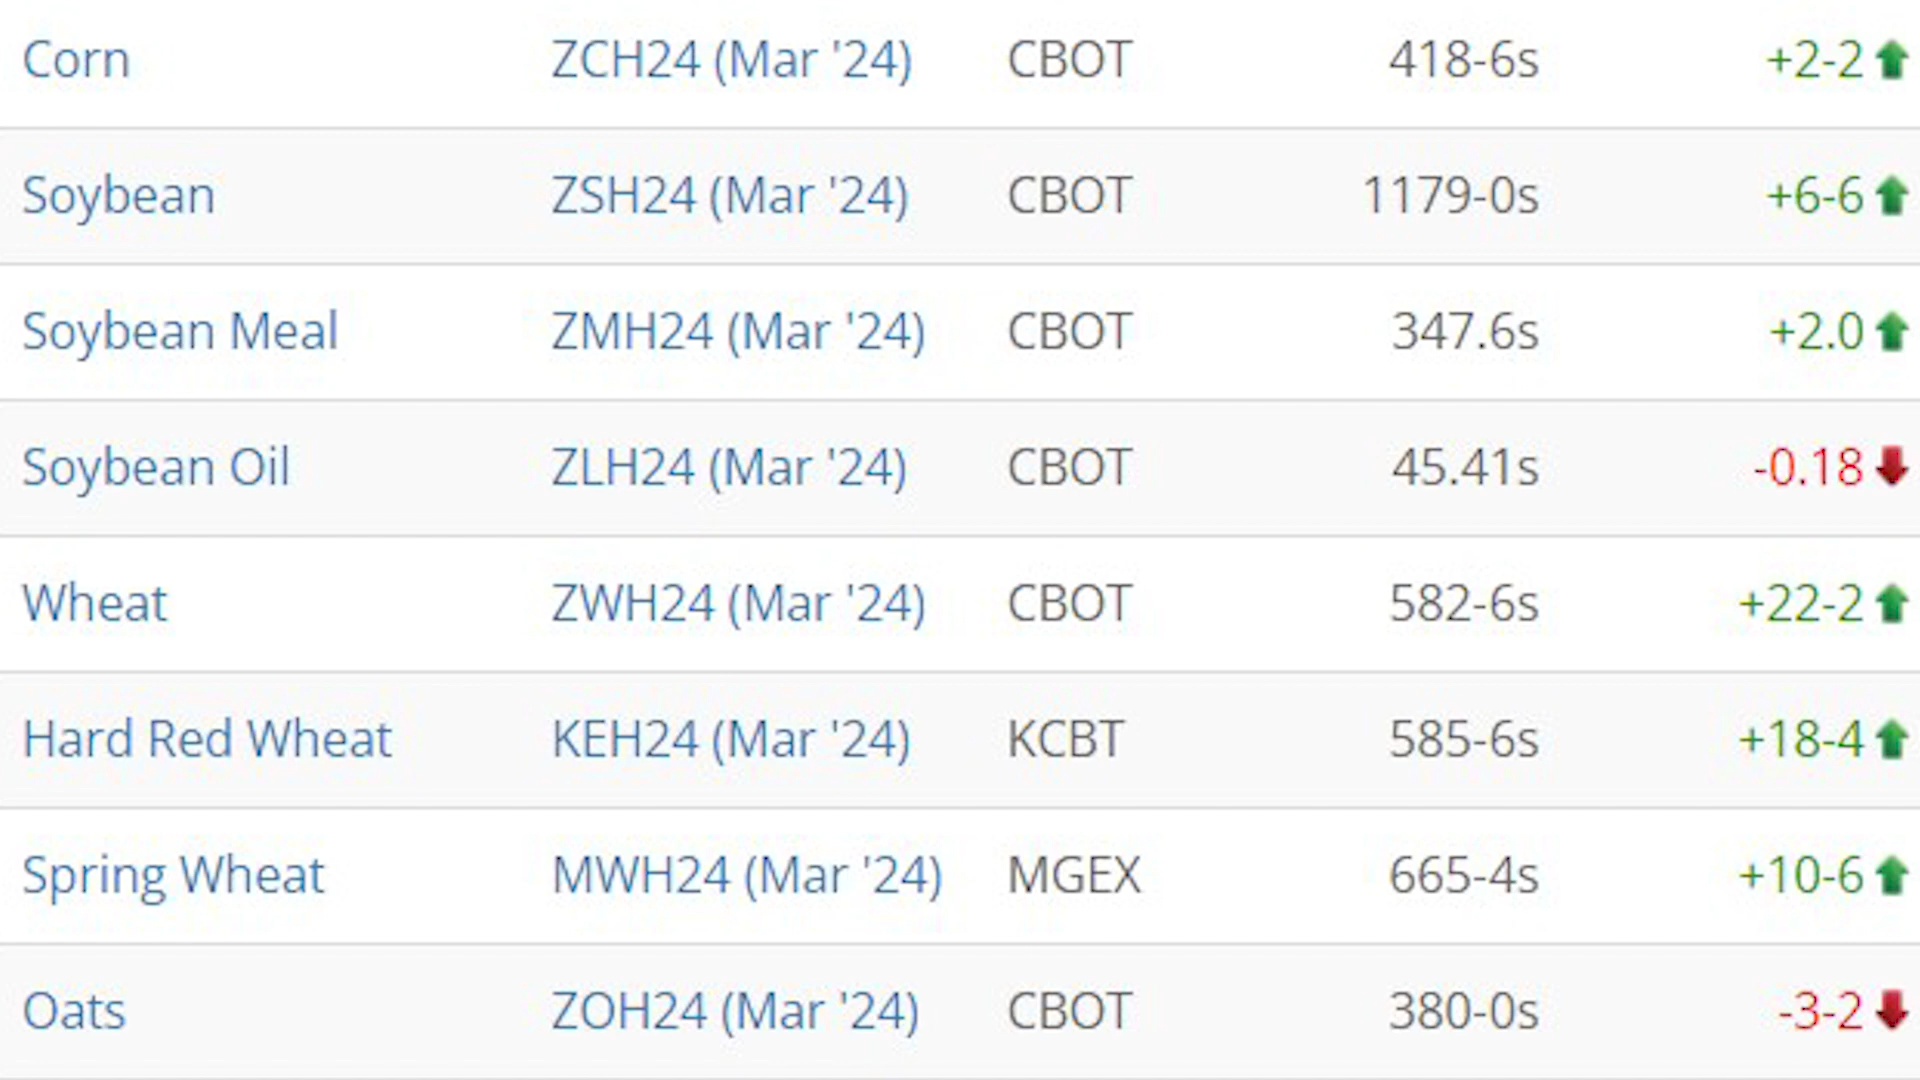 Corn ZCH24 (Mar '24) CBOT 418-6s +2-2
Soybean ZSH24 (Mar '24) CBOT 1179-0s +6-6
Soybean Meal ZMH24 (Mar '24) CBOT 347.6s +2.0
Soybean Oil ZLH24 (Mar '24) CBOT 45.41s -0.18
Wheat ZWH24 (Mar '24) CBOT 582-6s +22-2
Hard Red Wheat KEH24 (Mar '24) KCBT 585-6s +18-4
Spring Wheat MWH24 (Mar '24) MGEX 665-4s +10-6
Oats ZOH24 (Mar '24) CBOT 380-0s -3-2